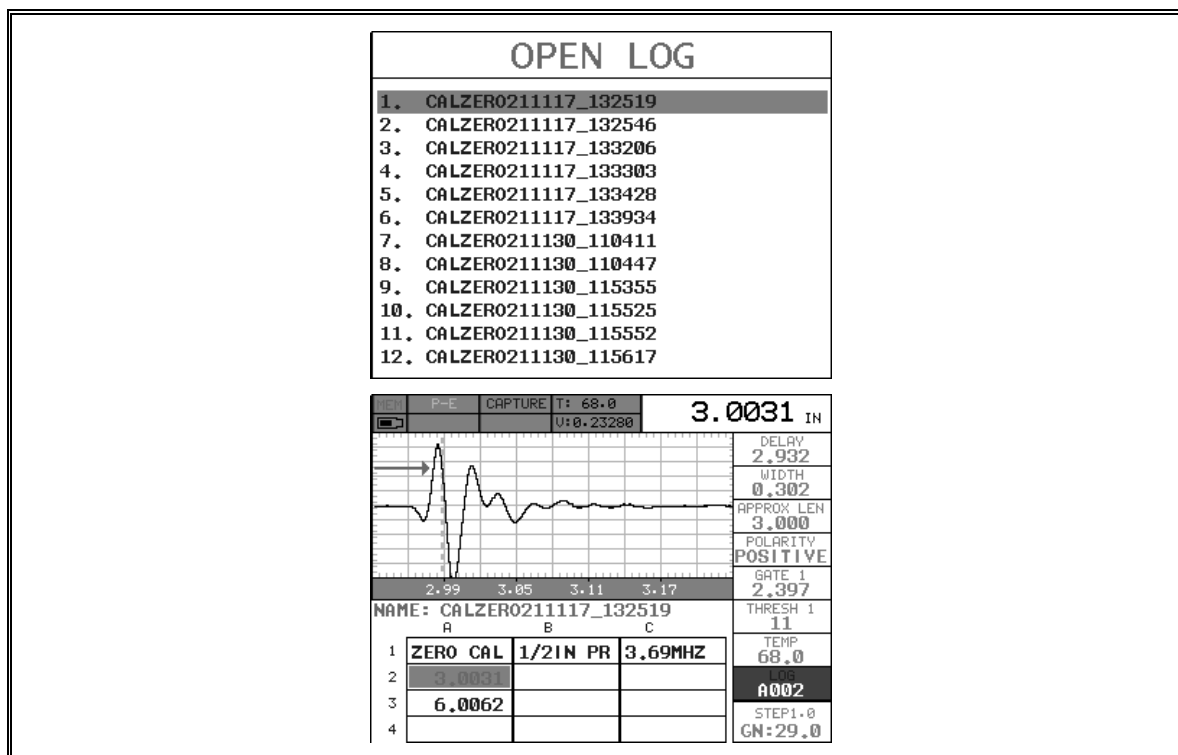 OPEN LOG
1. CALZERO211117_132519
2. CALZERO211117_132546
3. CALZERO211117_133206
4. CALZERO211117_133303
5. CALZERO211117_133428
6. CALZERO211117_133934
7. CALZERO211130_110411
8. CALZERO211130_110447
9. CALZERO211130_115355
10. CALZERO211130_115525
11. CALZERO211130_115552
12. CALZERO211130_115617
MEM P-E CAPTURE T: 68.0 3.0031 IN
V:0.23280
DELAY
2.932
WIDTH
0.302
APPROX LEN
3.000
POLARITY
POSITIVE
GATE 1
2.397
THRESH 1
11
TEMP
68.0
LOG
A002
STEP1.0
GN:29.0
2.99 3.05 3.11 3.17
NAME: CALZERO211117_132519
A B C
1 ZERO CAL 1/2IN PR 3.69MHZ
2 3.0031
3 6.0062
4